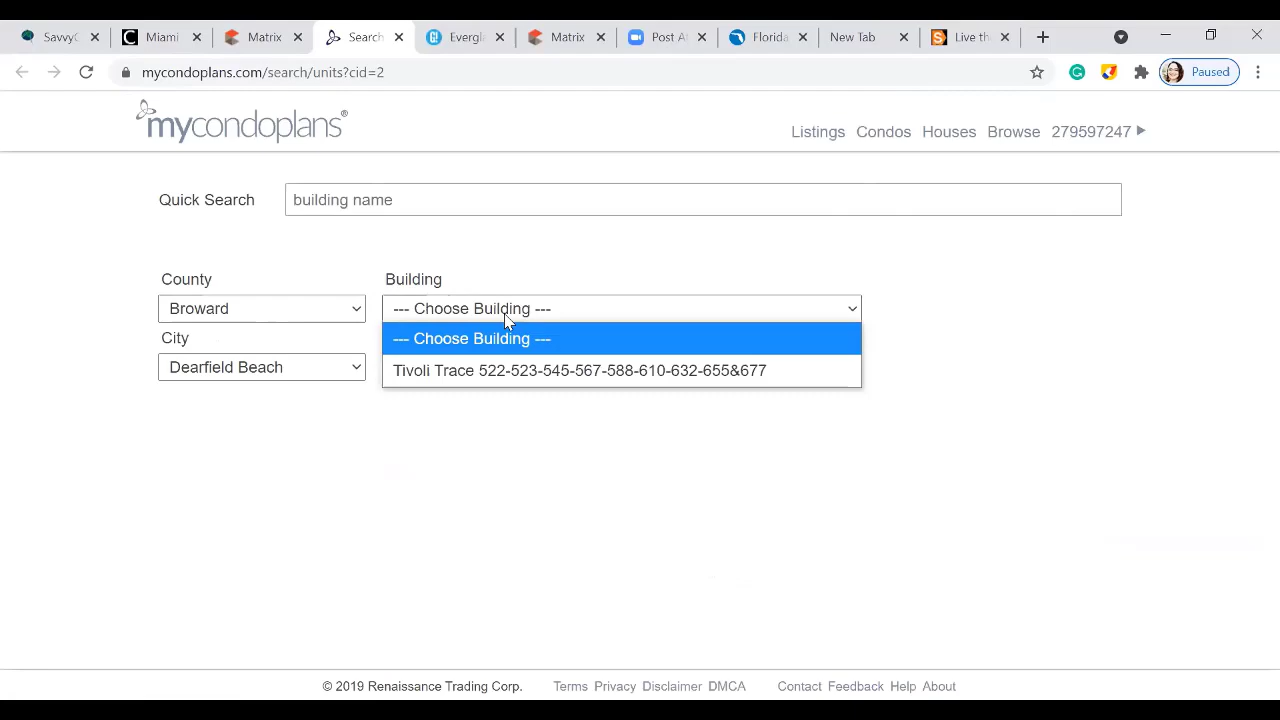 SavvyC Miami Matrix Search Evergl Matrix Post A Florida New Tab Live th
mycondoplans.com/search/units?cid=2 Paused
mycondoplans® Listings Condos Houses Browse 279597247
Quick Search building name
County Building
Broward --- Choose Building ---
City --- Choose Building ---
Dearfield Beach Tivoli Trace 522-523-545-567-588-610-632-655&677
© 2019 Renaissance Trading Corp. Terms Privacy Disclaimer DMCA Contact Feedback Help About